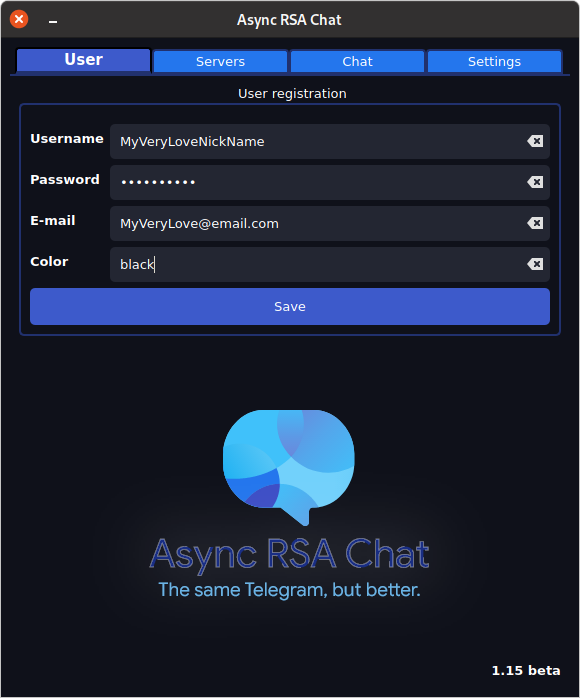 Async RSA Chat
User Servers Chat Settings
User registration
Username MyVeryLoveNickName
Password ••••••••••
E-mail MyVeryLove@email.com
Color black
Save
Async RSA Chat
The same Telegram, but better.
1.15 beta